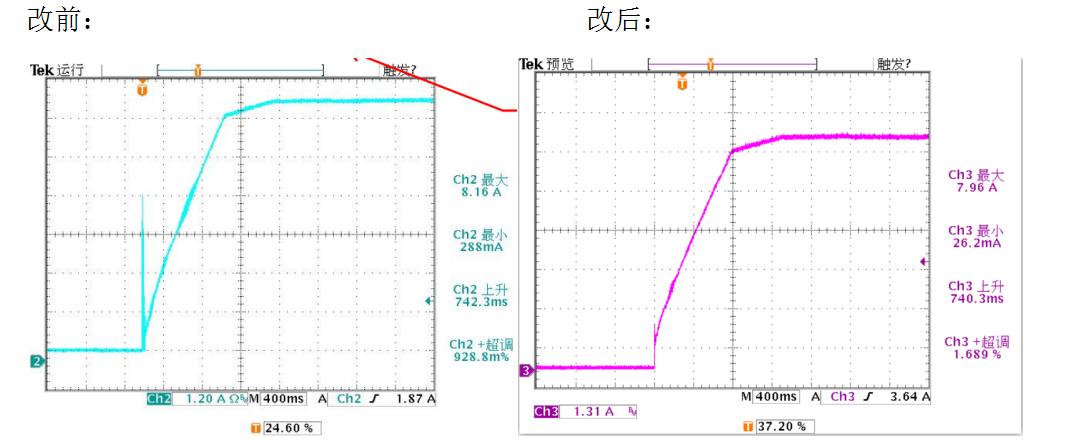 改前：
改后：
Tek 运行
触发?
T
T
Ch2 最大
8.16 A
Ch2 最小
288mA
Ch2 上升
742.3ms
Ch2 +超调
928.8m%
2
Ch2 1.20 A Ω M 400ms A Ch2 1.87 A
T 24.60 %
Tek 预览
触发?
T
T
Ch3 最大
7.96 A
Ch3 最小
26.2mA
Ch3 上升
740.3ms
Ch3 +超调
1.689 %
3
M 400ms A Ch3 3.64 A
Ch3 1.31 A
T 37.20 %